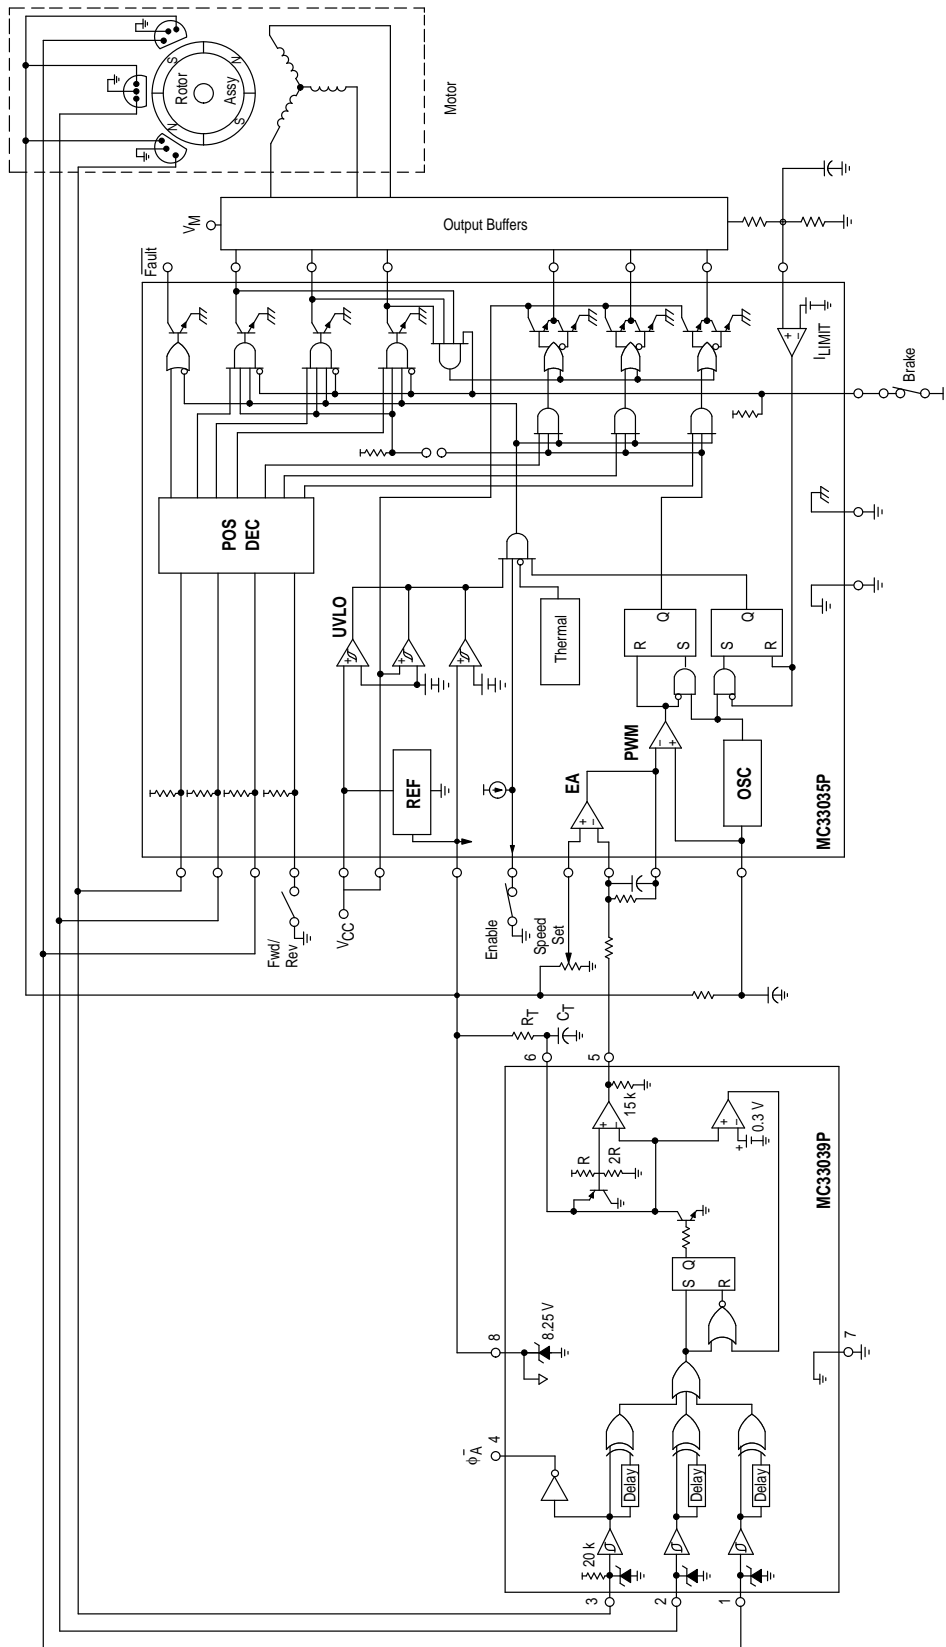 Rotor
Assy
N
S
N
S
Motor
VM
Output Buffers
Fault
POS
DEC
ILIMIT
Brake
UVLO
Thermal
REF
R
Q
S
S
Q
R
EA
PWM
OSC
MC33035P
Fwd/
Rev
VCC
Enable
Speed
Set
RT
CT
6
5
15 k
R
2R
0.3 V
MC33039P
8
8.25 V
S Q
R
7
4
φA
Delay
Delay
Delay
20 k
3
2
1